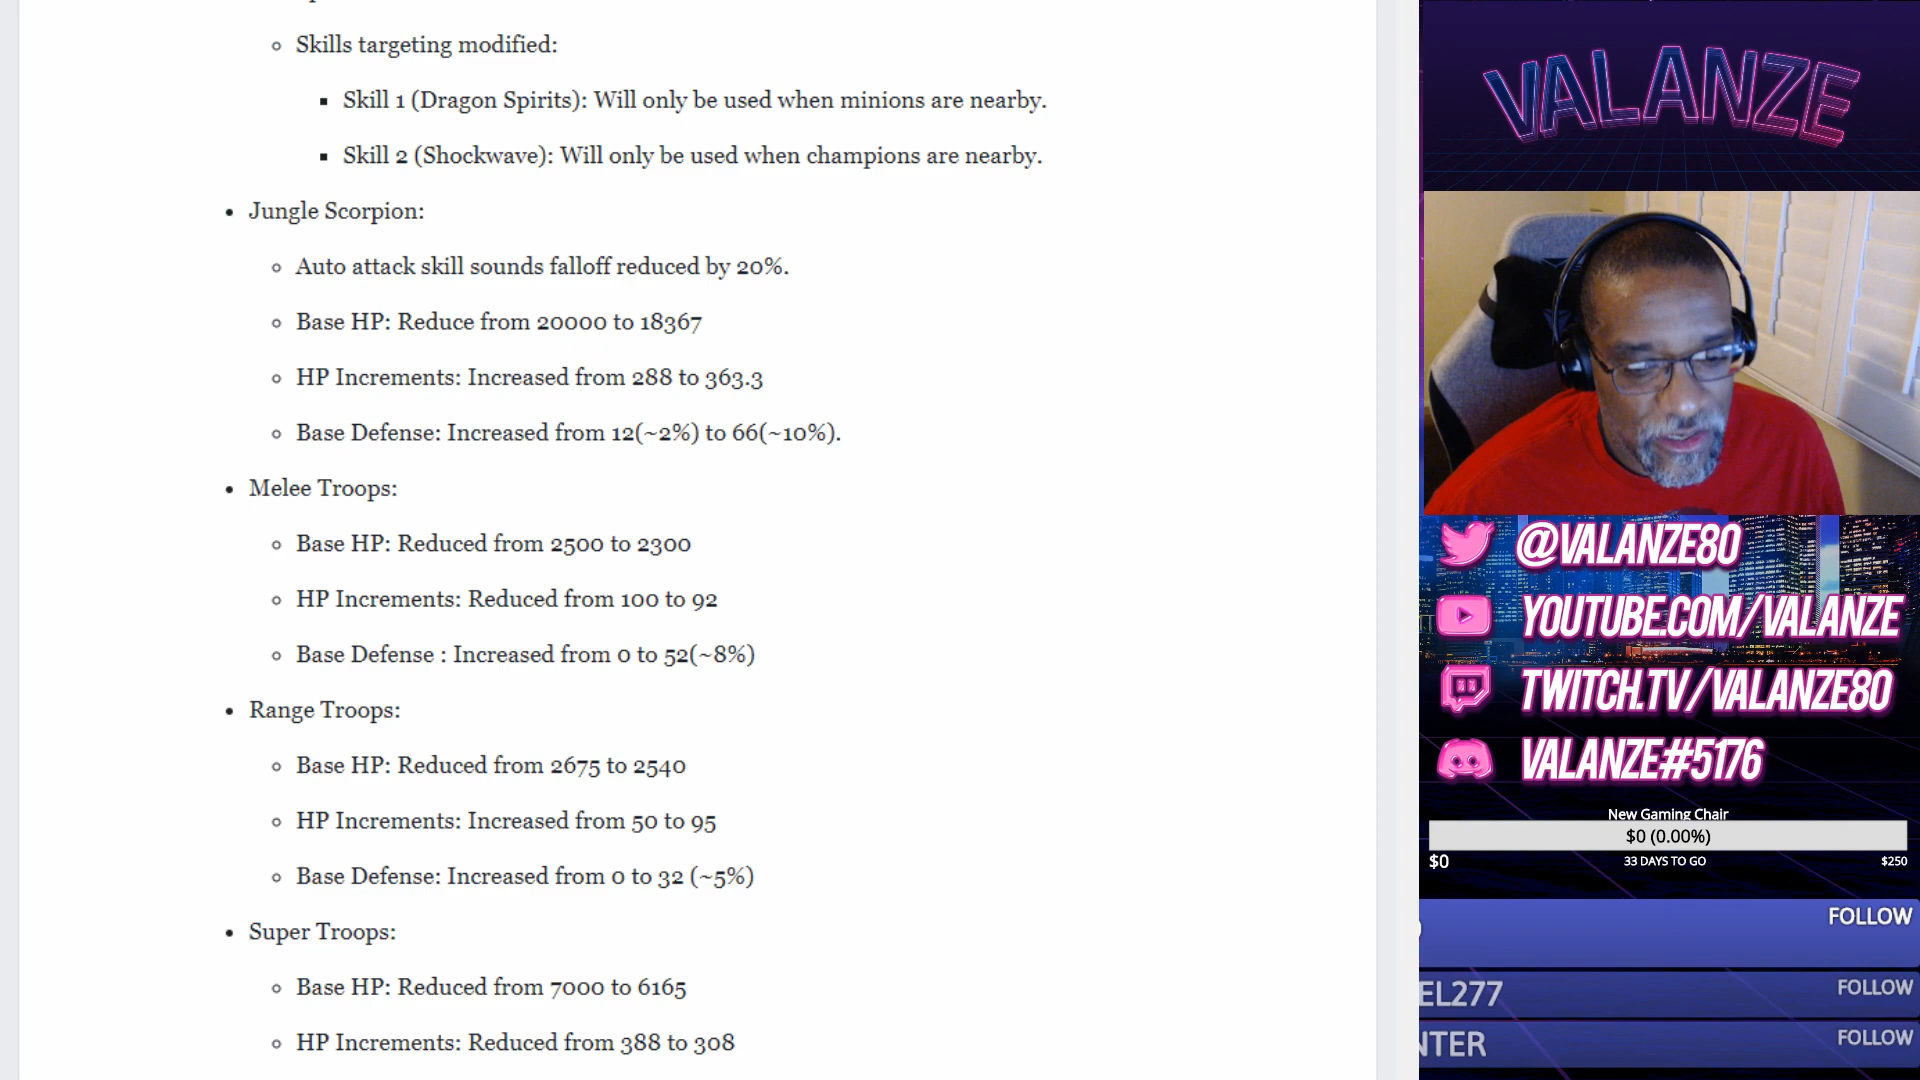 Skills targeting modified:
Skill 1 (Dragon Spirits): Will only be used when minions are nearby.
Skill 2 (Shockwave): Will only be used when champions are nearby.
Jungle Scorpion:
Auto attack skill sounds falloff reduced by 20%.
Base HP: Reduce from 20000 to 18367
HP Increments: Increased from 288 to 363.3
Base Defense: Increased from 12(~2%) to 66(~10%).
Melee Troops:
Base HP: Reduced from 2500 to 2300
HP Increments: Reduced from 100 to 92
Base Defense : Increased from 0 to 52(~8%)
Range Troops:
Base HP: Reduced from 2675 to 2540
HP Increments: Increased from 50 to 95
Base Defense: Increased from 0 to 32 (~5%)
Super Troops:
Base HP: Reduced from 7000 to 6165
HP Increments: Reduced from 388 to 308
VALANZE
@VALANZE80
YOUTUBE.COM/VALANZE
TWITCH.TV/VALANZE80
VALANZE#5176
New Gaming Chair
$0 (0.00%)
$0 33 DAYS TO GO $250
FOLLOW
EL277 FOLLOW
NTER FOLLOW